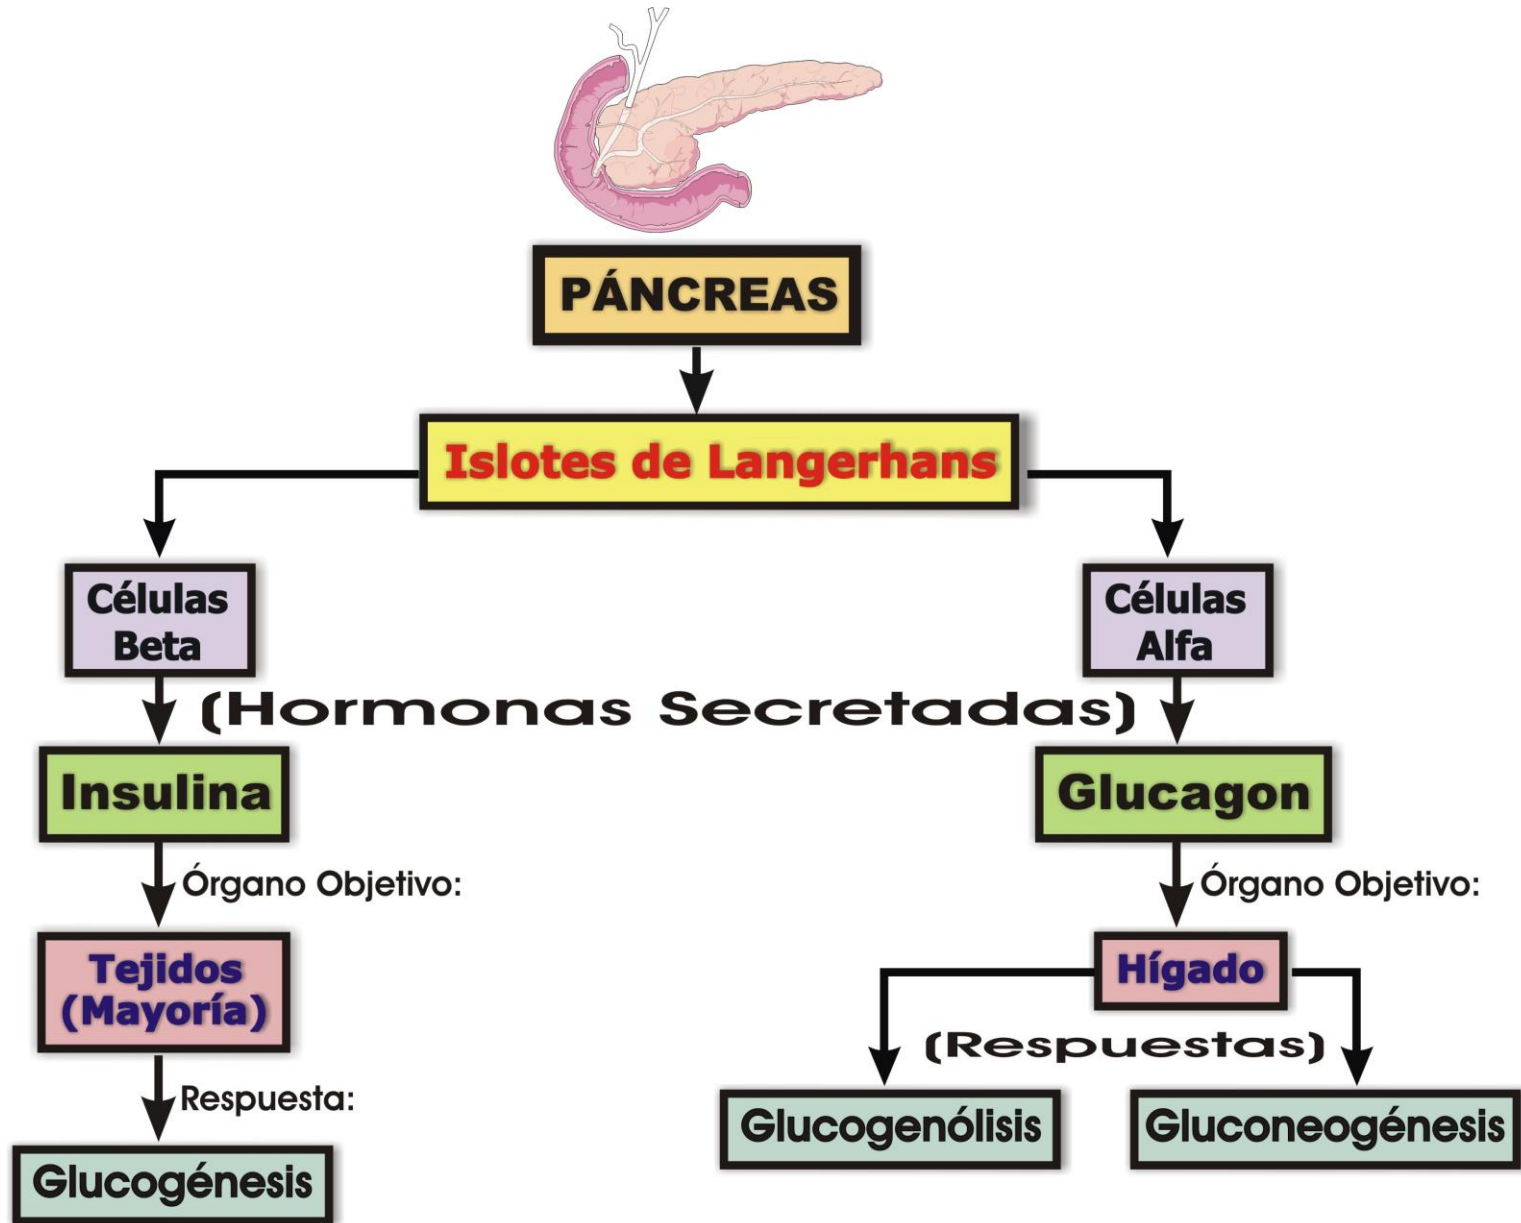 PÁNCREAS
Islotes de Langerhans
Células
Beta
Células
Alfa
(Hormonas Secretadas)
Insulina
Glucagon
Órgano Objetivo:
Órgano Objetivo:
Tejidos
(Mayoría)
Hígado
(Respuestas)
Respuesta:
Glucogenólisis
Gluconeogénesis
Glucogénesis